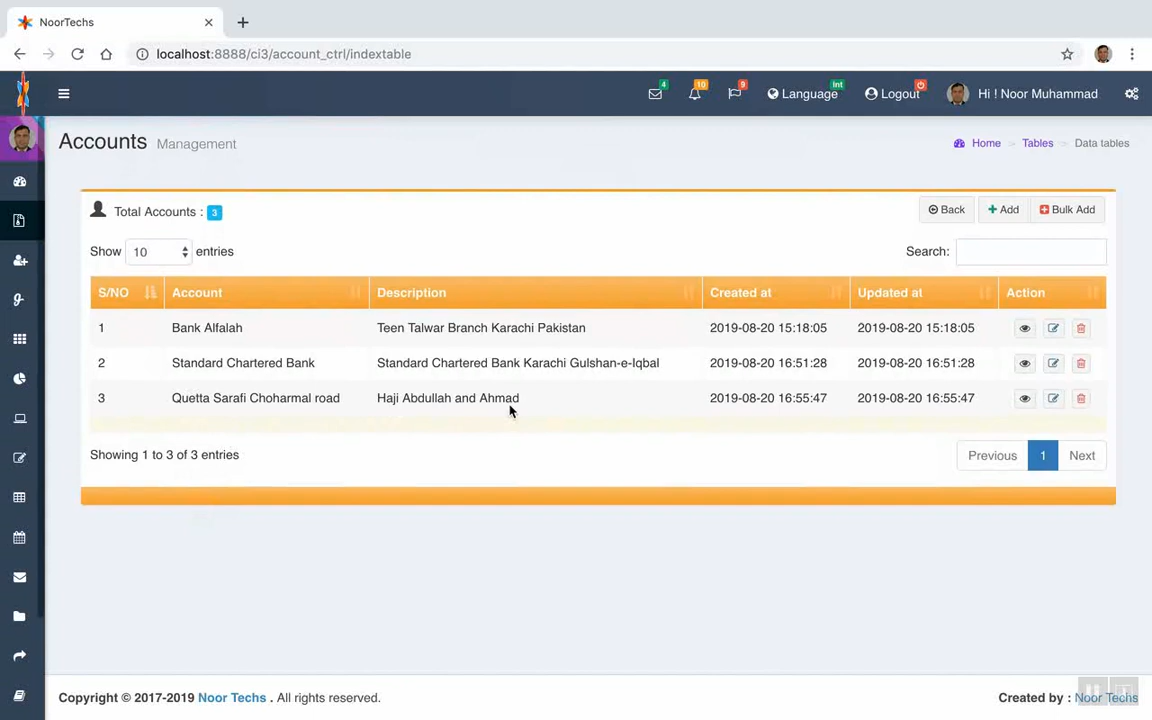 NoorTechs
localhost:8888/ci3/account_ctrl/indextable
4 10 9 Language Int Logout Hi ! Noor Muhammad
Accounts Management
Home > Tables > Data tables
Total Accounts : 3
Back Add Bulk Add
Show 10 entries Search:
S/NO Account Description Created at Updated at Action
1 Bank Alfalah Teen Talwar Branch Karachi Pakistan 2019-08-20 15:18:05 2019-08-20 15:18:05
2 Standard Chartered Bank Standard Chartered Bank Karachi Gulshan-e-Iqbal 2019-08-20 16:51:28 2019-08-20 16:51:28
3 Quetta Sarafi Choharmal road Haji Abdullah and Ahmad 2019-08-20 16:55:47 2019-08-20 16:55:47
Showing 1 to 3 of 3 entries Previous 1 Next
Copyright © 2017-2019 Noor Techs . All rights reserved. Created by : Noor Techs